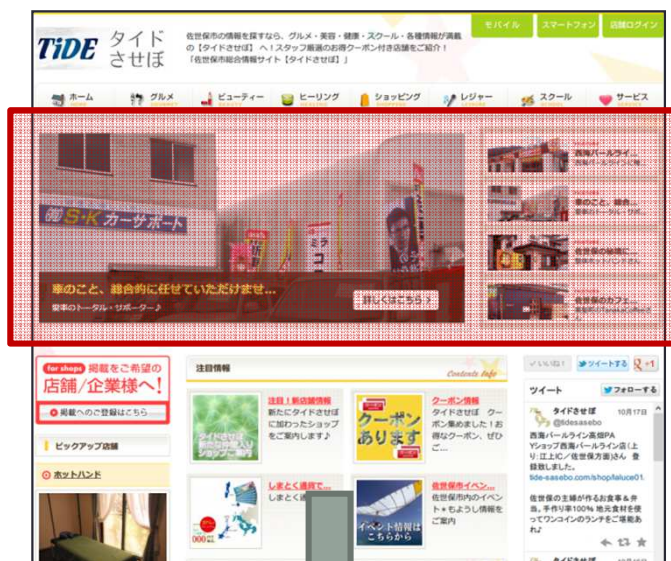 モバイル
スマートフォン
店舗ログイン
TiDE タイド
させぼ
佐世保市の情報を探すなら、グルメ・美容・健康・スクール・各種情報が満載
の【タイドさせぼ】 へ！スタッフ厳選のお得クーポン付き店舗をご紹介！
「佐世保市総合情報サイト【タイドさせぼ】」
ホーム
グルメ
ビューティー
ヒーリング
ショッピング
レジャー
スクール
サービス
㈲S・K カーサポート
ミラ
車のこと、総合的に任せていただけませ...
愛車のトータル・サポーター♪
詳しくはこちら
西海パールライ...
車のこと、総合...
佐世保の秘境に...
佐世保のカフェ...
for shops 掲載をご希望の
店舗/企業様へ！
掲載へのご登録はこちら
ピックアップ店舗
ホットハンド
注目情報
Contents Info
注目！新店舗情報
新たにタイドさせぼ
に加わったショップ
をご案内します♪
クーポン
あります
クーポン情報
タイドさせぼ クー
ポン集めました！お
得なクーポン、ぜひ
ご...
しまとく通貨で...
しまとく通
イベント情報は
こちらから
佐世保市イベン...
佐世保市内のイベン
ト＋もようし情報を
ご案内
いいね！
ツイートする
+1
ツイート
フォローする
タイドさせぼ 10月17日
@tidesasebo
西海パールライン高畑PA
Yショップ西海パールライン店（上
り：江上IC／佐世保方面)さん 登
録致しました。
tide-sasebo.com/shop/laluce01.
佐世保の主婦が作るお食事＆弁
当。手作り率100% 地元食材を使
ってワンコインのランチをご堪能あ
れ♪